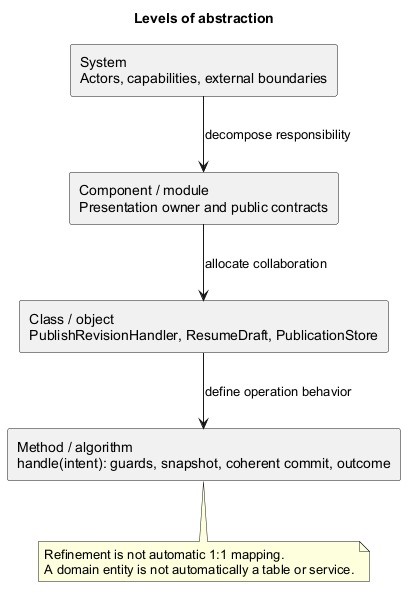 Levels of abstraction
System
Actors, capabilities, external boundaries
decompose responsibility
Component / module
Presentation owner and public contracts
allocate collaboration
Class / object
PublishRevisionHandler, ResumeDraft, PublicationStore
define operation behavior
Method / algorithm
handle(intent): guards, snapshot, coherent commit, outcome
Refinement is not automatic 1:1 mapping.
A domain entity is not automatically a table or service.